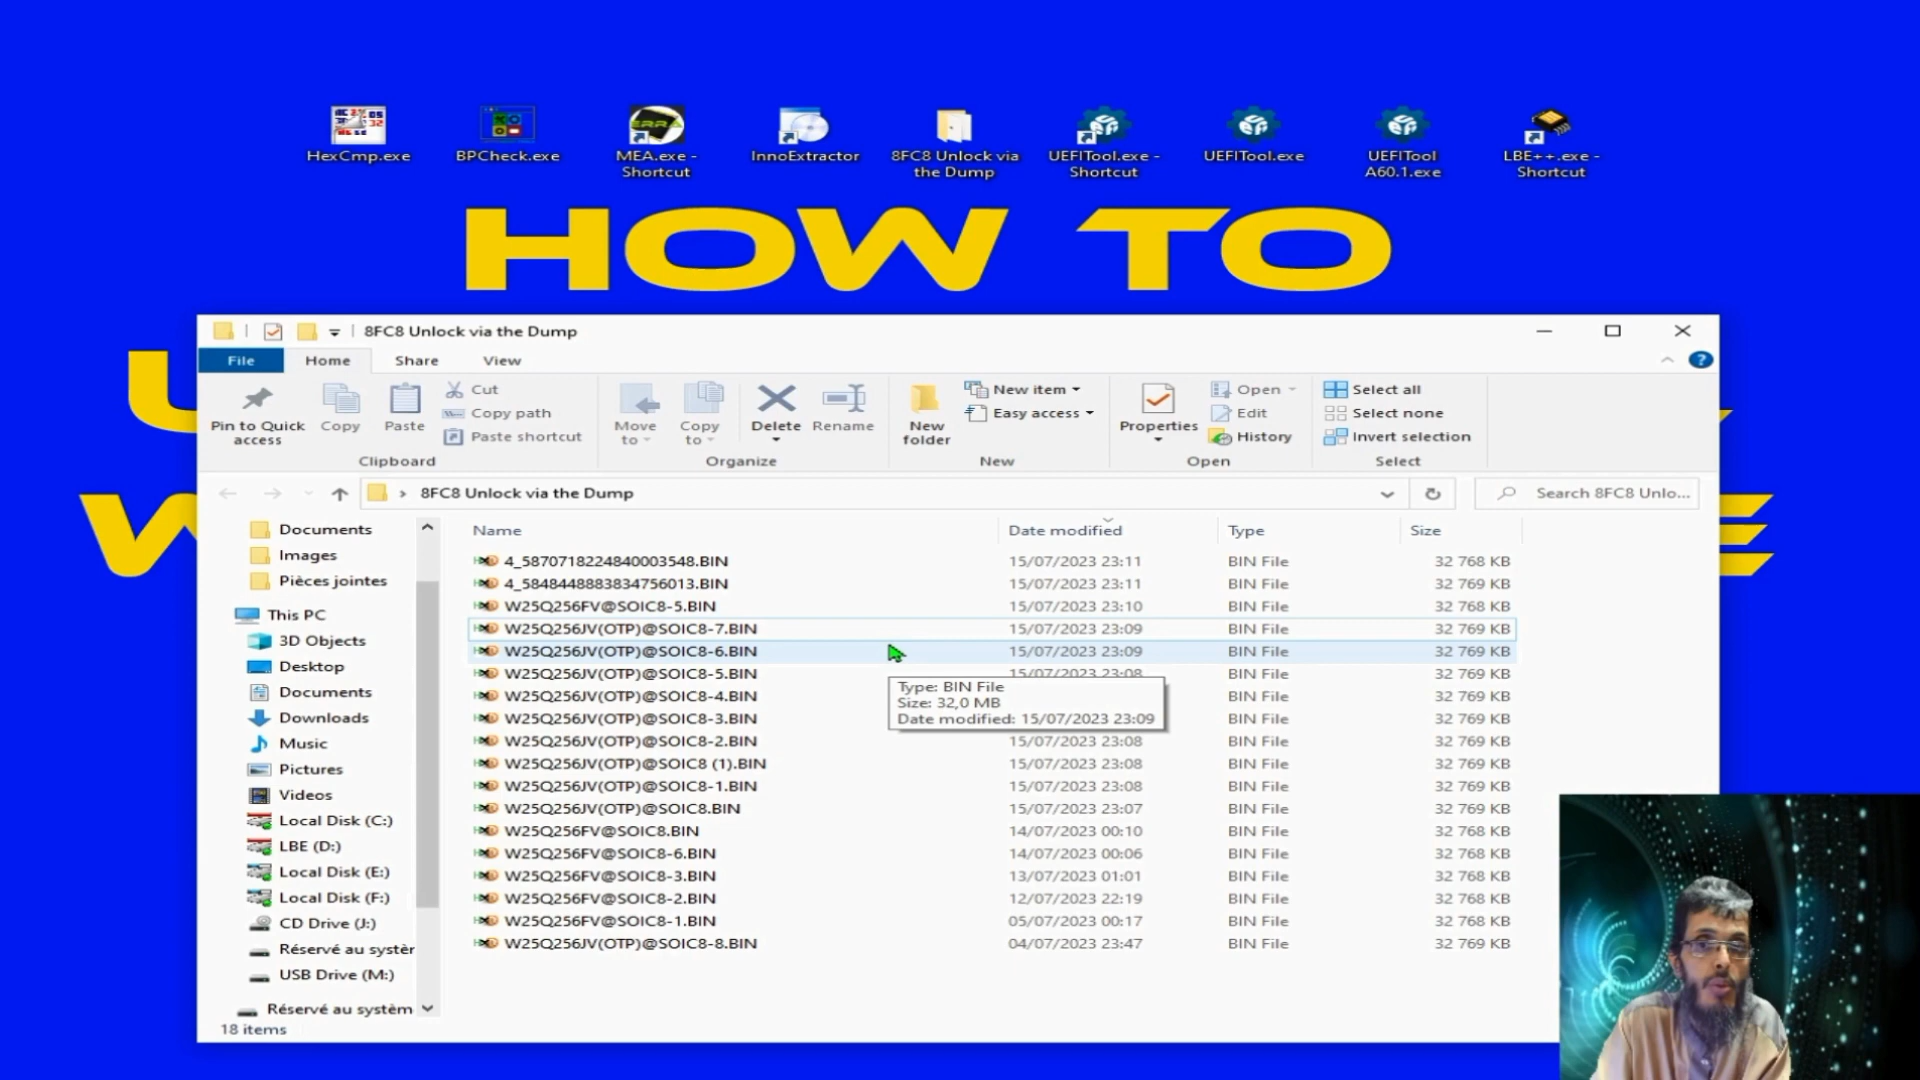 HexCmp.exe
BPCheck.exe
MEA.exe -
Shortcut
InnoExtractor
8FC8 Unlock via
the Dump
UEFITool.exe -
Shortcut
UEFITool.exe
UEFITool
A60.1.exe
LBE++.exe -
Shortcut
HOW TO
8FC8 Unlock via the Dump
File
Home
Share
View
Pin to Quick
access
Copy
Paste
Cut
Copy path
Paste shortcut
Clipboard
Move
to
Copy
to
Delete
Rename
Organize
New
folder
New item
Easy access
New
Properties
Open
Edit
History
Open
Select all
Select none
Invert selection
Select
8FC8 Unlock via the Dump
Search 8FC8 Unlo...
Documents
Images
Pièces jointes
This PC
3D Objects
Desktop
Documents
Downloads
Music
Pictures
Videos
Local Disk (C:)
LBE (D:)
Local Disk (E:)
Local Disk (F:)
CD Drive (J:)
Réservé au systèr
USB Drive (M:)
Réservé au systèm
Name Date modified Type Size
4_5870718224840003548.BIN 15/07/2023 23:11 BIN File 32 768 KB
4_5848448883834756013.BIN 15/07/2023 23:11 BIN File 32 769 KB
W25Q256FV@SOIC8-5.BIN 15/07/2023 23:10 BIN File 32 768 KB
W25Q256JV(OTP)@SOIC8-7.BIN 15/07/2023 23:09 BIN File 32 769 KB
W25Q256JV(OTP)@SOIC8-6.BIN 15/07/2023 23:09 BIN File 32 769 KB
W25Q256JV(OTP)@SOIC8-5.BIN 15/07/2023 23:08 BIN File 32 769 KB
W25Q256JV(OTP)@SOIC8-4.BIN BIN File 32 769 KB
W25Q256JV(OTP)@SOIC8-3.BIN BIN File 32 769 KB
W25Q256JV(OTP)@SOIC8-2.BIN 15/07/2023 23:08 BIN File 32 769 KB
W25Q256JV(OTP)@SOIC8 (1).BIN 15/07/2023 23:08 BIN File 32 769 KB
W25Q256JV(OTP)@SOIC8-1.BIN 15/07/2023 23:08 BIN File 32 769 KB
W25Q256JV(OTP)@SOIC8.BIN 15/07/2023 23:07 BIN File 32 769 KB
W25Q256FV@SOIC8.BIN 14/07/2023 00:10 BIN File 32 768 KB
W25Q256FV@SOIC8-6.BIN 14/07/2023 00:06 BIN File 32 768 KB
W25Q256FV@SOIC8-3.BIN 13/07/2023 01:01 BIN File 32 768 KB
W25Q256FV@SOIC8-2.BIN 12/07/2023 22:19 BIN File 32 768 KB
W25Q256FV@SOIC8-1.BIN 05/07/2023 00:17 BIN File 32 768 KB
W25Q256JV(OTP)@SOIC8-8.BIN 04/07/2023 23:47 BIN File 32 769 KB
Type: BIN File
Size: 32,0 MB
Date modified: 15/07/2023 23:09
18 items